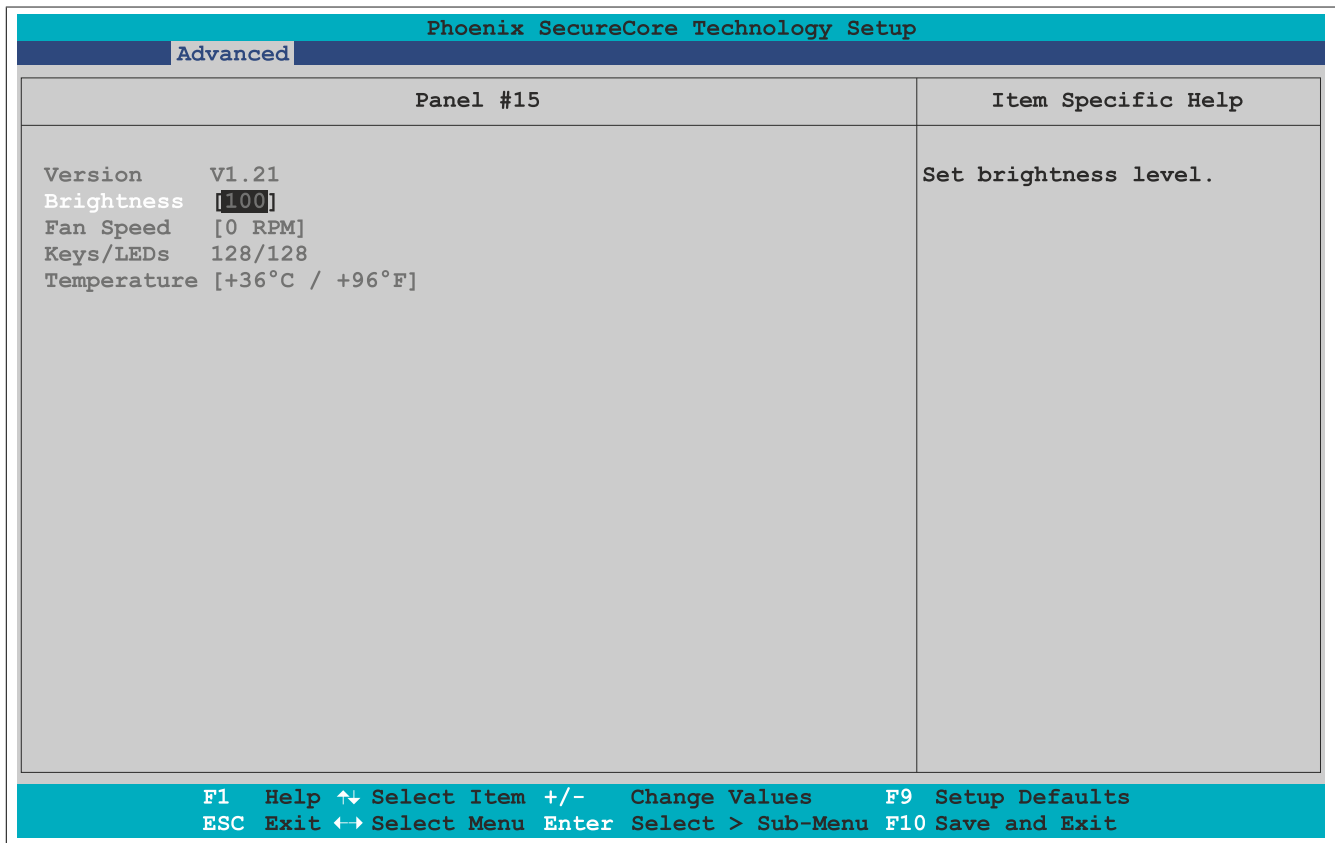 Phoenix SecureCore Technology Setup
Advanced
Panel #15
Item Specific Help
Version V1.21
Brightness [100]
Fan Speed [0 RPM]
Keys/LEDs 128/128
Temperature [+36°C / +96°F]
Set brightness level.
F1 Help ↑↓ Select Item +/- Change Values F9 Setup Defaults
ESC Exit ←→ Select Menu Enter Select > Sub-Menu F10 Save and Exit